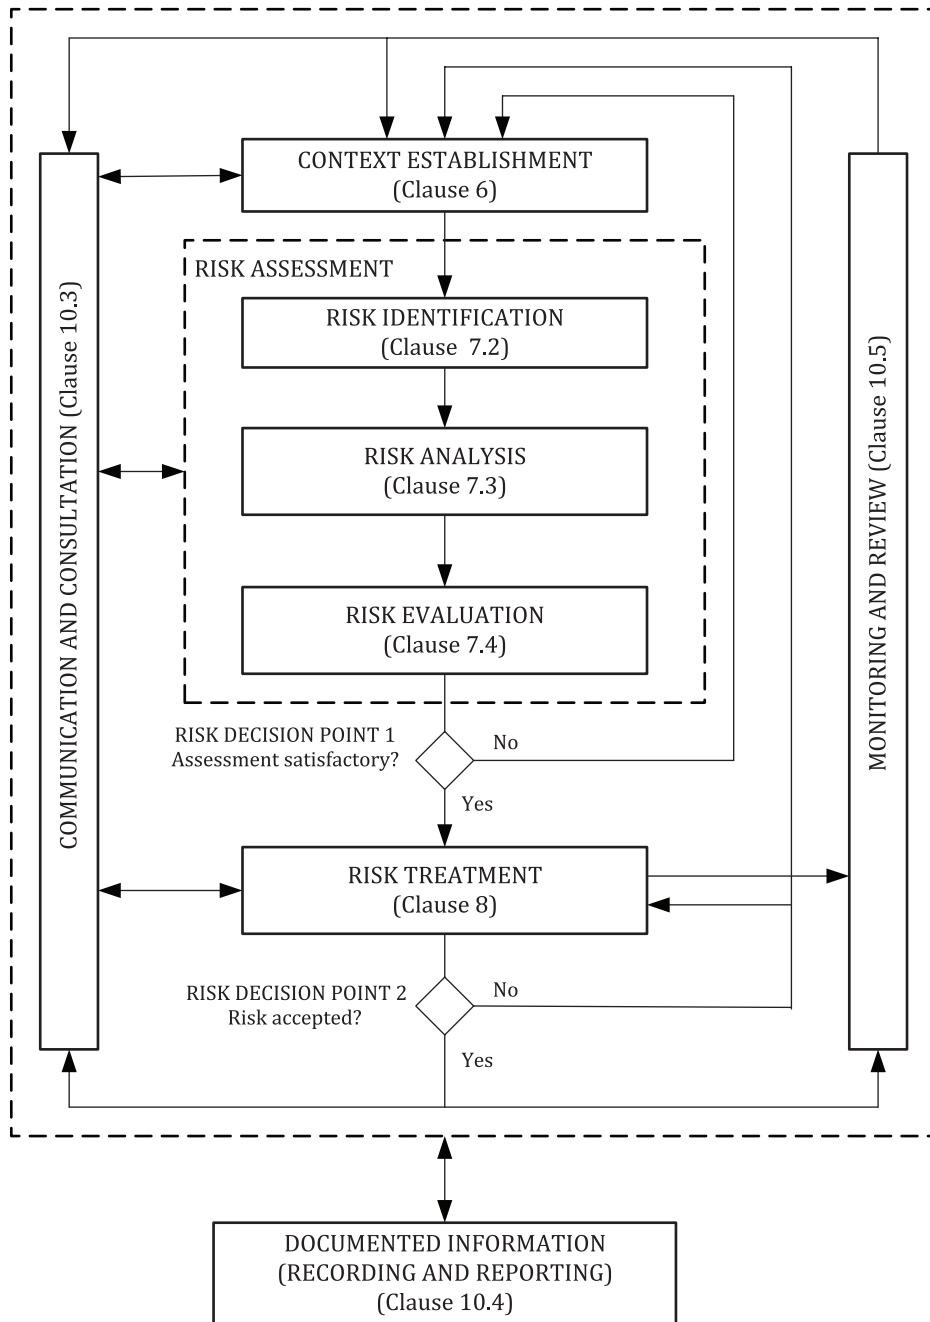 CONTEXT ESTABLISHMENT
(Clause 6)
RISK ASSESSMENT
RISK IDENTIFICATION
(Clause 7.2)
RISK ANALYSIS
(Clause 7.3)
RISK EVALUATION
(Clause 7.4)
COMMUNICATION AND CONSULTATION (Clause 10.3)
MONITORING AND REVIEW (Clause 10.5)
RISK DECISION POINT 1
Assessment satisfactory?
No
Yes
RISK TREATMENT
(Clause 8)
RISK DECISION POINT 2
Risk accepted?
No
Yes
DOCUMENTED INFORMATION
(RECORDING AND REPORTING)
(Clause 10.4)